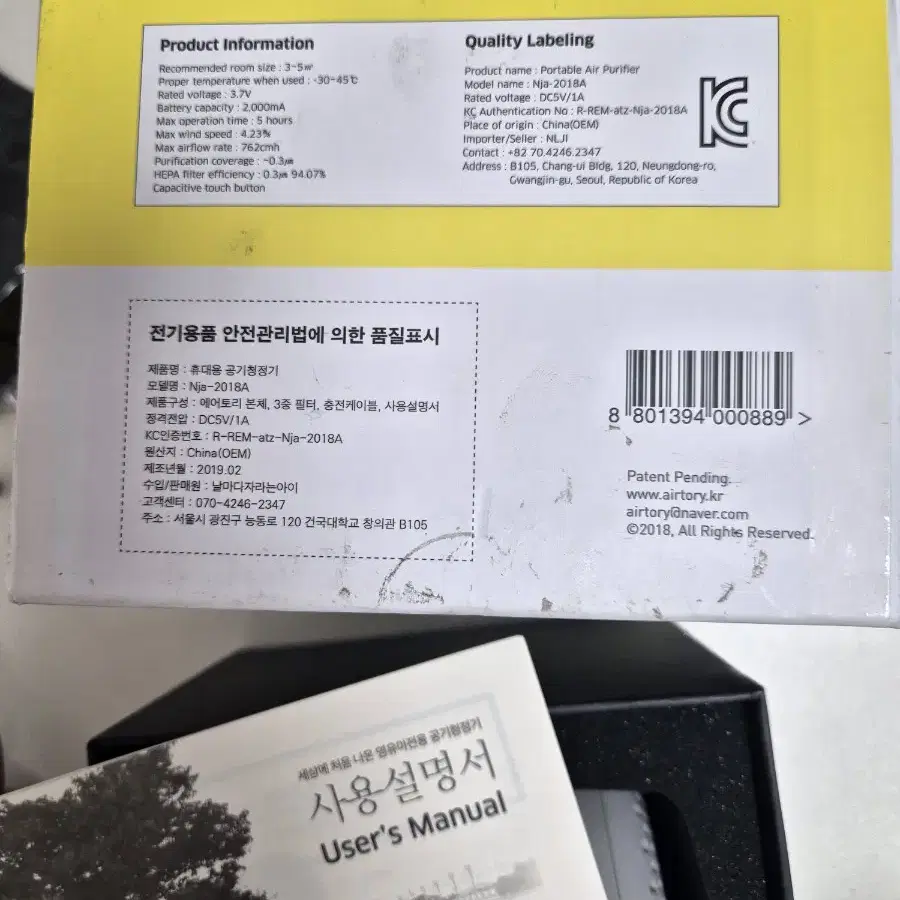 Product Information
Recommended room size : 3~5㎡
Proper temperature when used : -30~45℃
Rated voltage : 3.7V
Battery capacity : 2,000mA
Max operation time : 5 hours
Max wind speed : 4.23%
Max airflow rate : 762cmh
Purification coverage : ~0.3㎛
HEPA filter efficiency : 0.3㎛ 94.07%
Capacitive touch button
Quality Labeling
Product name : Portable Air Purifier
Model name : Nja-2018A
Rated voltage : DC5V/1A
KC Authentication No : R-REM-atz-Nja-2018A
Place of origin : China(OEM)
Importer/Seller : NLJI
Contact : +82 70.4246.2347
Address : B105, Chang-ui Bldg, 120, Neungdong-ro,
Gwangjin-gu, Seoul, Republic of Korea
KC
전기용품 안전관리법에 의한 품질표시
제품명 : 휴대용 공기청정기
모델명 : Nja-2018A
제품구성 : 에어토리 본체, 3중 필터, 충전케이블, 사용설명서
정격전압 : DC5V/1A
KC인증번호 : R-REM-atz-Nja-2018A
원산지 : China(OEM)
제조년월 : 2019.02
수입/판매원 : 날마다자라는아이
고객센터 : 070-4246-2347
주소 : 서울시 광진구 능동로 120 건국대학교 창의관 B105
8 801394 000889 >
Patent Pending.
www.airtory.kr
airtory@naver.com
©2018, All Rights Reserved.
세상에 처음 나온 영유아전용 공기청정기
사용설명서
User's Manual